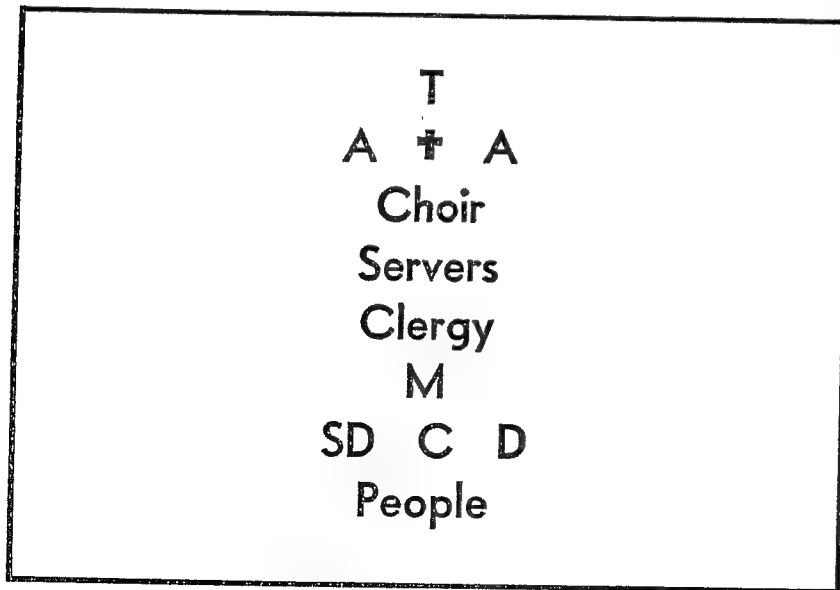 T
A ✝ A
Choir
Servers
Clergy
M
SD C D
People